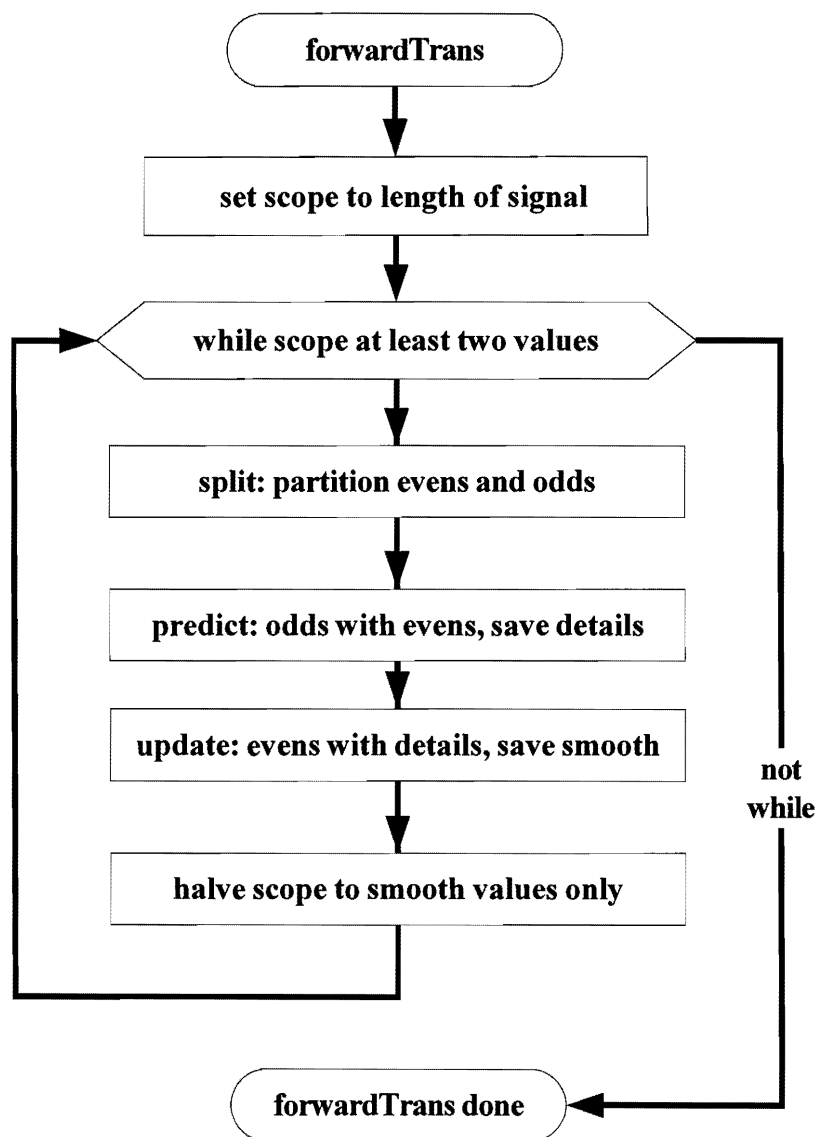 forwardTrans
set scope to length of signal
while scope at least two values
split: partition evens and odds
predict: odds with evens, save details
update: evens with details, save smooth
not
while
halve scope to smooth values only
forwardTrans done